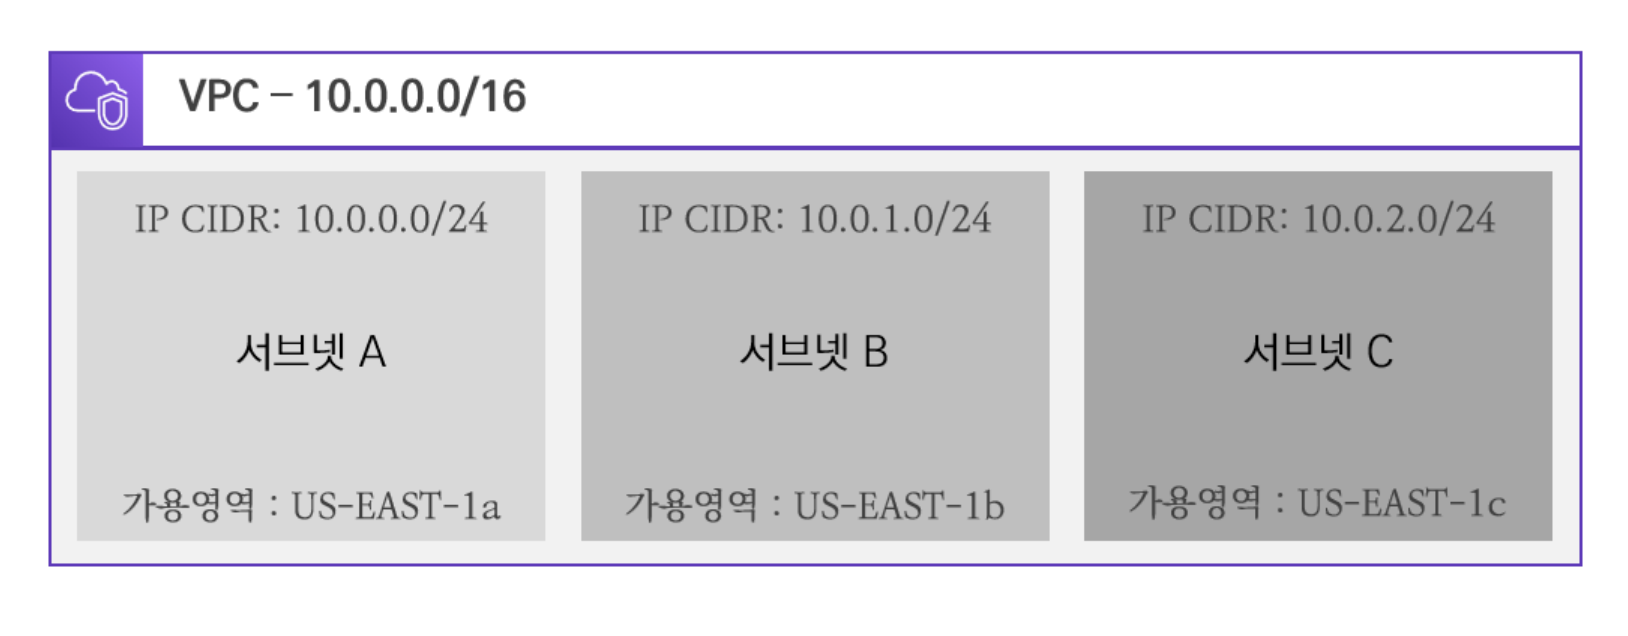 VPC – 10.0.0.0/16
IP CIDR: 10.0.0.0/24
서브넷 A
가용영역 : US-EAST-1a
IP CIDR: 10.0.1.0/24
서브넷 B
가용영역 : US-EAST-1b
IP CIDR: 10.0.2.0/24
서브넷 C
가용영역 : US-EAST-1c